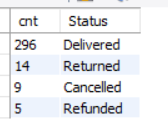 cnt Status
296 Delivered
14 Returned
9 Cancelled
5 Refunded